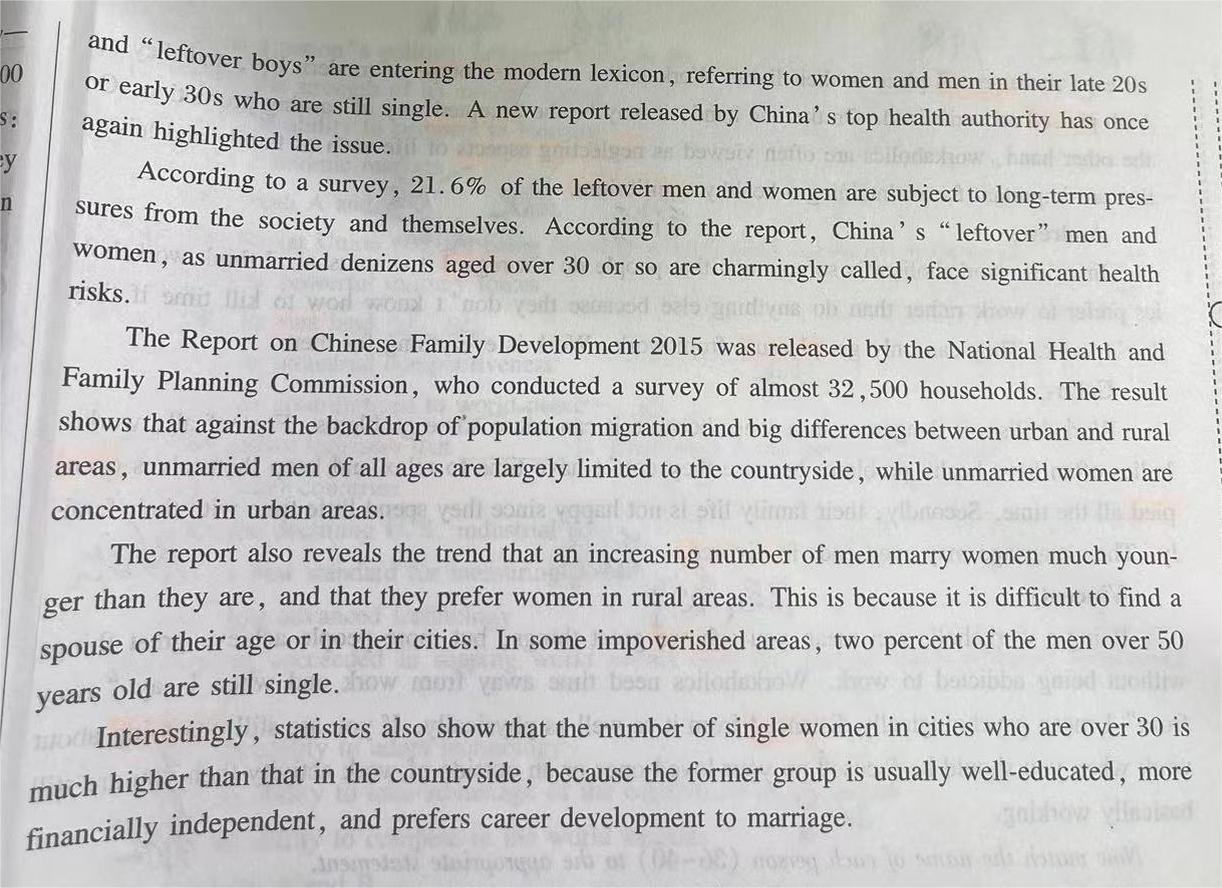 00
s:
ey
n
and “leftover boys” are entering the modern lexicon, referring to women and men in their late 20s
or early 30s who are still single. A new report released by China's top health authority has once
again highlighted the issue.
According to a survey, 21.6% of the leftover men and women are subject to long-term pres-
sures from the society and themselves. According to the report, China's “leftover” men and
women, as unmarried denizens aged over 30 or so are charmingly called, face significant health
risks.
The Report on Chinese Family Development 2015 was released by the National Health and
Family Planning Commission, who conducted a survey of almost 32,500 households. The result
shows that against the backdrop of population migration and big differences between urban and rural
areas, unmarried men of all ages are largely limited to the countryside, while unmarried women are
concentrated in urban areas.
The report also reveals the trend that an increasing number of men marry women much youn-
ger than they are, and that they prefer women in rural areas. This is because it is difficult to find a
spouse of their age or in their cities. In some impoverished areas, two percent of the men over 50
years old are still single.
Interestingly, statistics also show that the number of single women in cities who are over 30 is
much higher than that in the countryside, because the former group is usually well-educated, more
financially independent, and prefers career development to marriage.